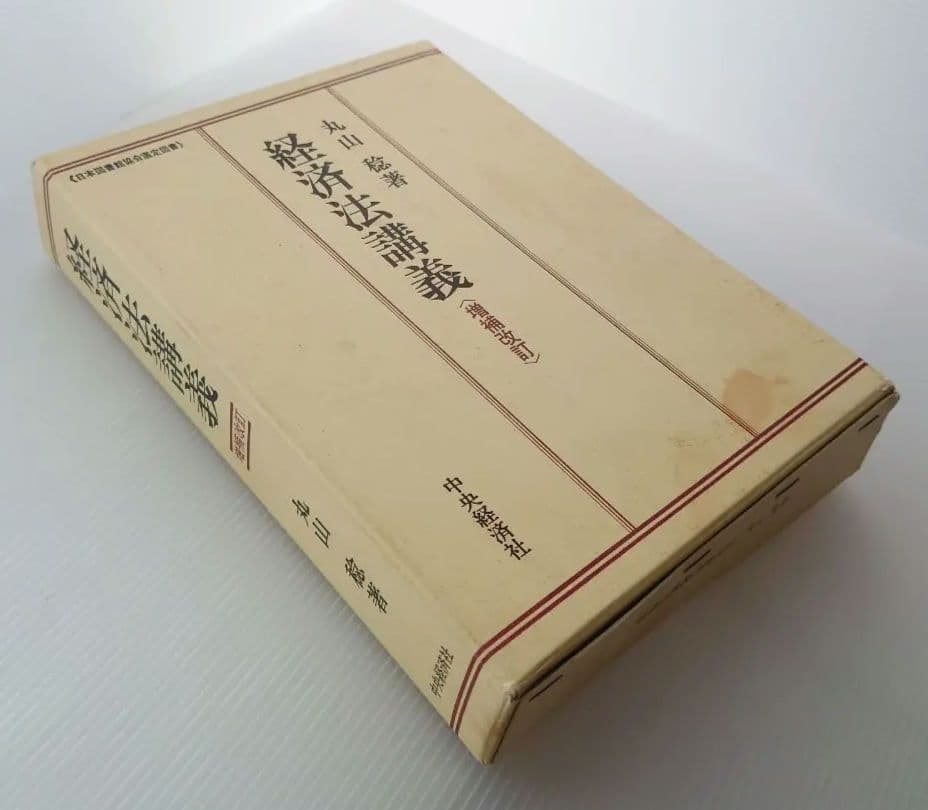 《日本図書館協会選定図書》
丸山 稔著
経済法講義
〈増補改訂〉
中央経済社
経済法講義
増補改訂
丸山 稔著
中央経済社